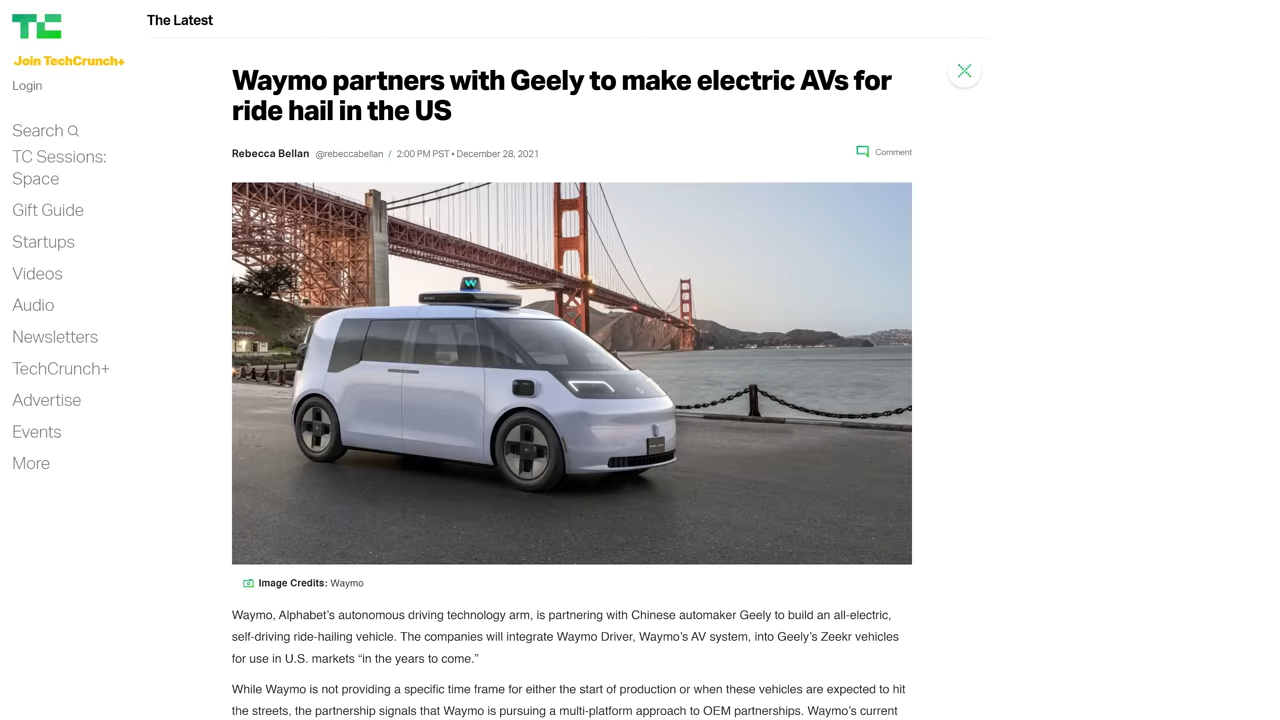 TC
The Latest
Join TechCrunch+
Login
Search
TC Sessions:
Space
Gift Guide
Startups
Videos
Audio
Newsletters
TechCrunch+
Advertise
Events
More
Waymo partners with Geely to make electric AVs for
ride hail in the US
Rebecca Bellan @rebeccabellan / 2:00 PM PST • December 28, 2021
Comment
W
Image Credits: Waymo
Waymo, Alphabet’s autonomous driving technology arm, is partnering with Chinese automaker Geely to build an all-electric,
self-driving ride-hailing vehicle. The companies will integrate Waymo Driver, Waymo’s AV system, into Geely’s Zeekr vehicles
for use in U.S. markets “in the years to come.”
While Waymo is not providing a specific time frame for either the start of production or when these vehicles are expected to hit
the streets, the partnership signals that Waymo is pursuing a multi-platform approach to OEM partnerships. Waymo’s current